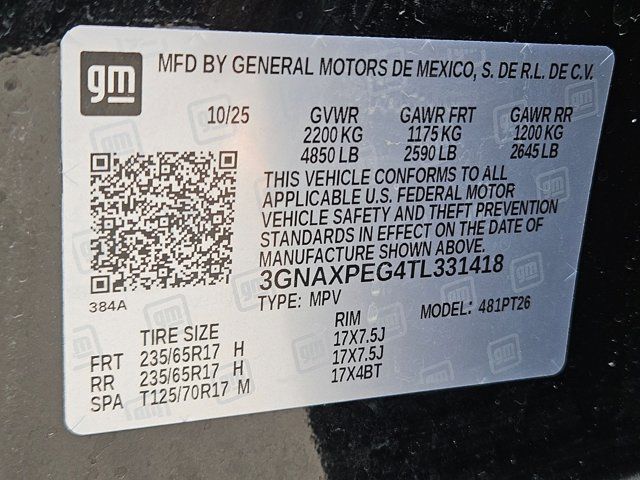 gm
MFD BY GENERAL MOTORS DE MEXICO, S. DE R.L. DE C.V.
10/25 GVWR GAWR FRT GAWR RR
2200 KG 1175 KG 1200 KG
4850 LB 2590 LB 2645 LB
THIS VEHICLE CONFORMS TO ALL
APPLICABLE U.S. FEDERAL MOTOR
VEHICLE SAFETY AND THEFT PREVENTION
STANDARDS IN EFFECT ON THE DATE OF
MANUFACTURE SHOWN ABOVE.
3GNAXPEG4TL331418
384A
TYPE: MPV MODEL: 481PT26
TIRE SIZE RIM
FRT 235/65R17 H 17X7.5J
RR 235/65R17 H 17X7.5J
SPA T125/70R17 M 17X4BT